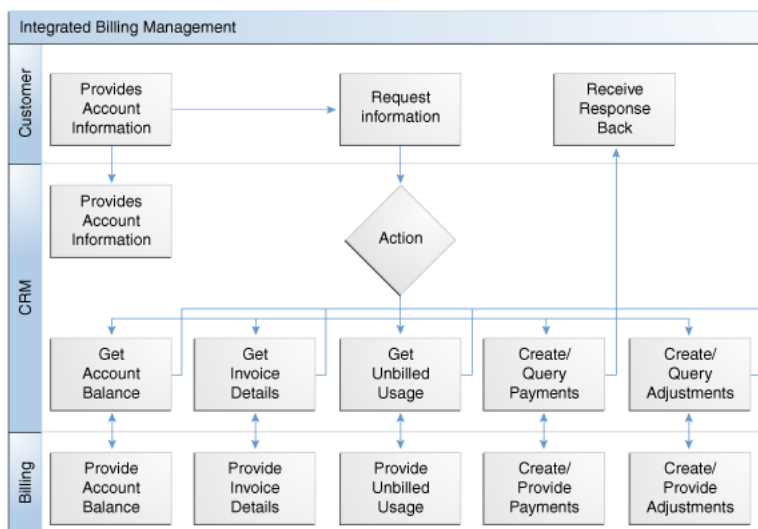 Integrated Billing Management
Customer
Provides
Account
Information
Request
information
Receive
Response
Back
CRM
Provides
Account
Information
Action
Get
Account
Balance
Get
Invoice
Details
Get
Unbilled
Usage
Create/
Query
Payments
Create/
Query
Adjustments
Billing
Provide
Account
Balance
Provide
Invoice
Details
Provide
Unbilled
Usage
Create/
Provide
Payments
Create/
Provide
Adjustments